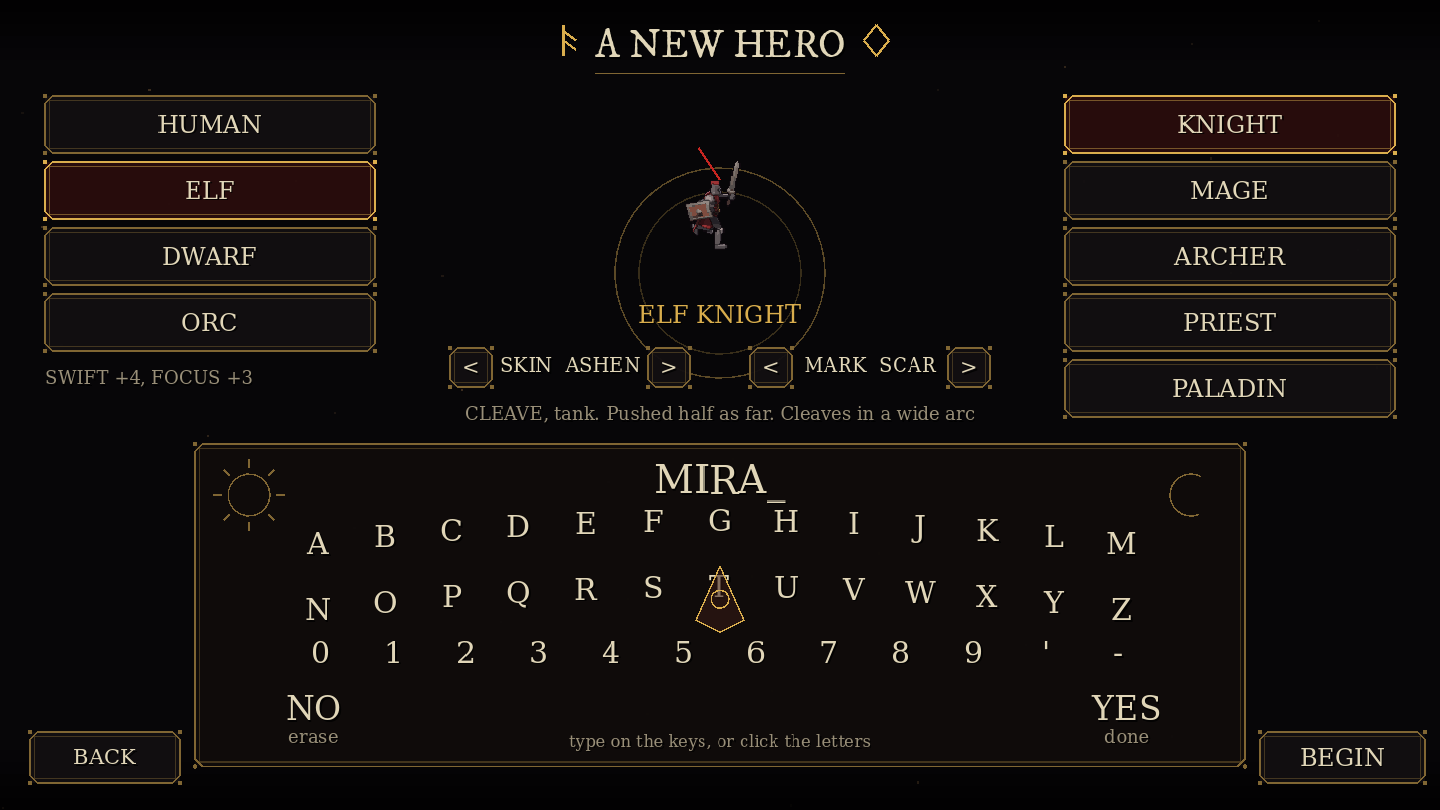 A NEW HERO
HUMAN
ELF
DWARF
ORC
SWIFT +4, FOCUS +3
KNIGHT
MAGE
ARCHER
PRIEST
PALADIN
ELF KNIGHT
< SKIN ASHEN > < MARK SCAR >
CLEAVE, tank. Pushed half as far. Cleaves in a wide arc
MIRA_
A B C D E F G H I J K L M
N O P Q R S T U V W X Y Z
0 1 2 3 4 5 6 7 8 9 ' -
NO YES
erase done
type on the keys, or click the letters
BACK
BEGIN